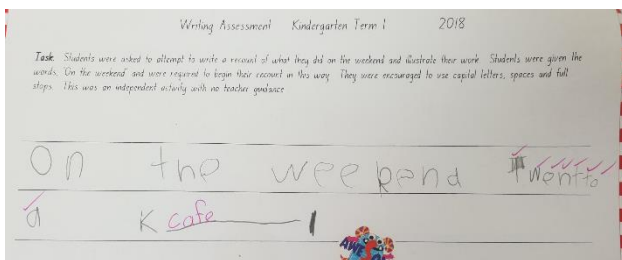 Writing Assessment Kindergarten Term 1 2018
Task Students were asked to attempt to write a recount of what they did on the weekend and illustrate their work. Students were given the
words, 'On the weekend' and were required to begin their recount in this way. They were encouraged to use capital letters, spaces and full
stops. This was an independent activity with no teacher guidance
On the weekend I wentto
a K cafe
AWESO